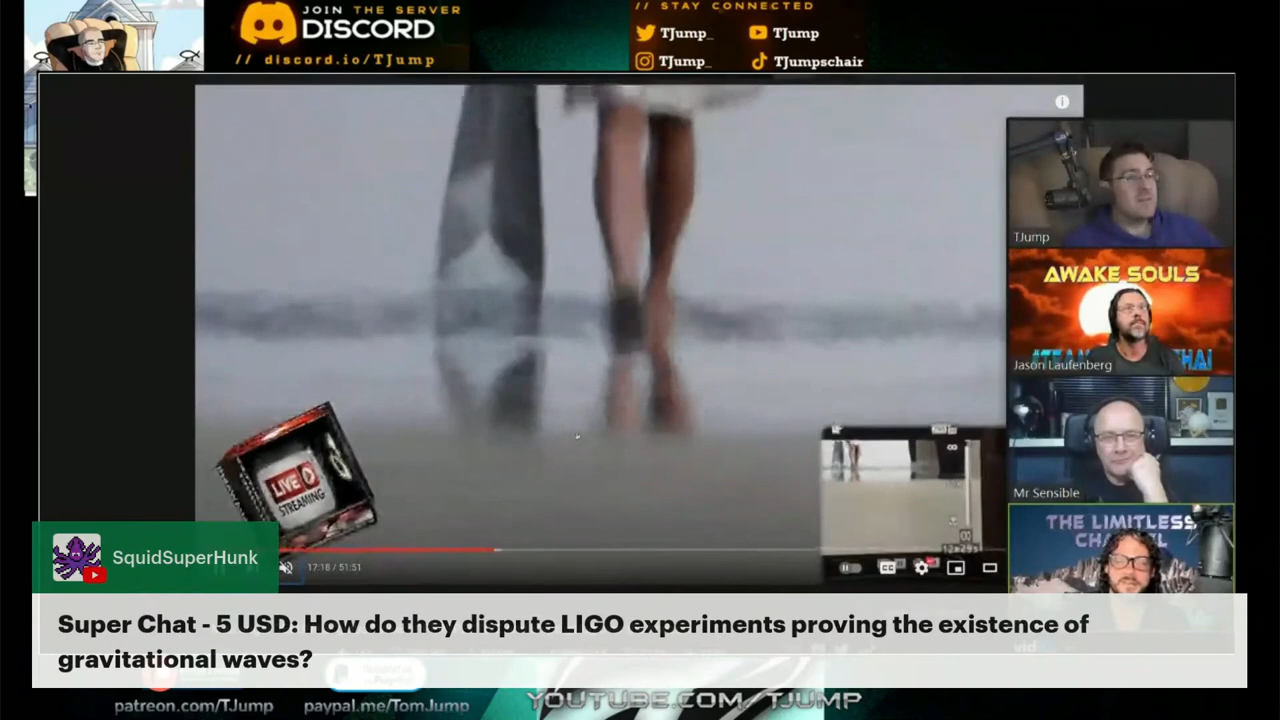 JOIN THE SERVER
DISCORD
// discord.io/TJump
// STAY CONNECTED
TJump_
TJump
TJump_
TJumpschair
TJump
AWAKE SOULS
Jason Laufenberg
Mr Sensible
THE LIMITLESS
LIVE
STREAMING
17:18 / 51:51
SquidSuperHunk
Super Chat - 5 USD: How do they dispute LIGO experiments proving the existence of
gravitational waves?
patreon.com/TJump
paypal.me/TomJump
YOUTUBE.COM/TJUMP